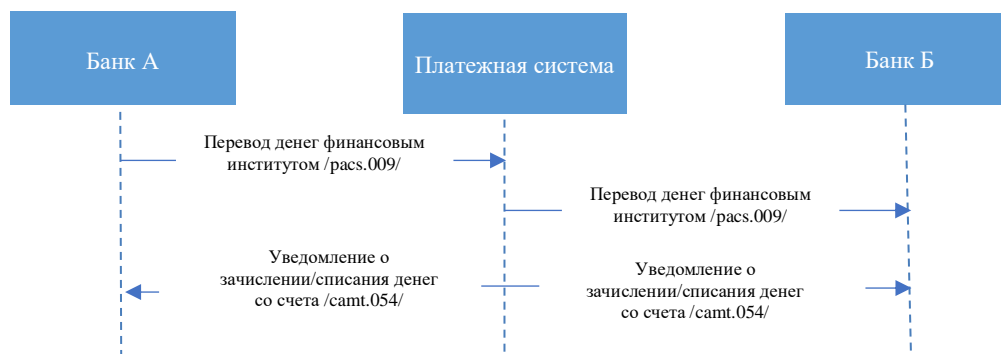 Банк А
Платежная система
Банк Б
Перевод денег финансовым
институтом /pacs.009/
Перевод денег финансовым
институтом /pacs.009/
Уведомление о
зачислении/списания денег
со счета /camt.054/
Уведомление о
зачислении/списания денег
со счета /camt.054/